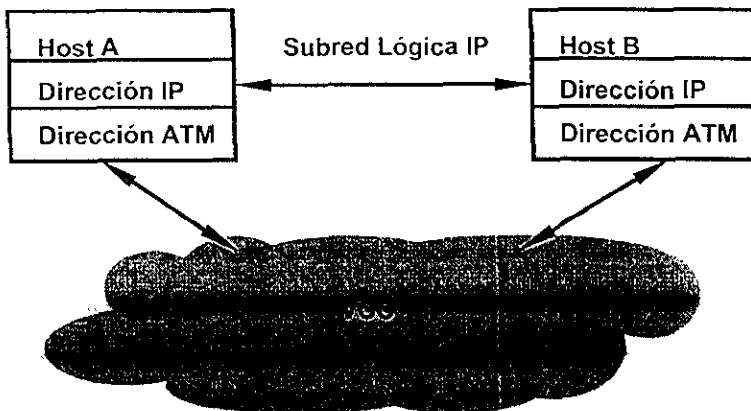 Host A
Dirección IP
Dirección ATM
Subred Lógica IP
Host B
Dirección IP
Dirección ATM